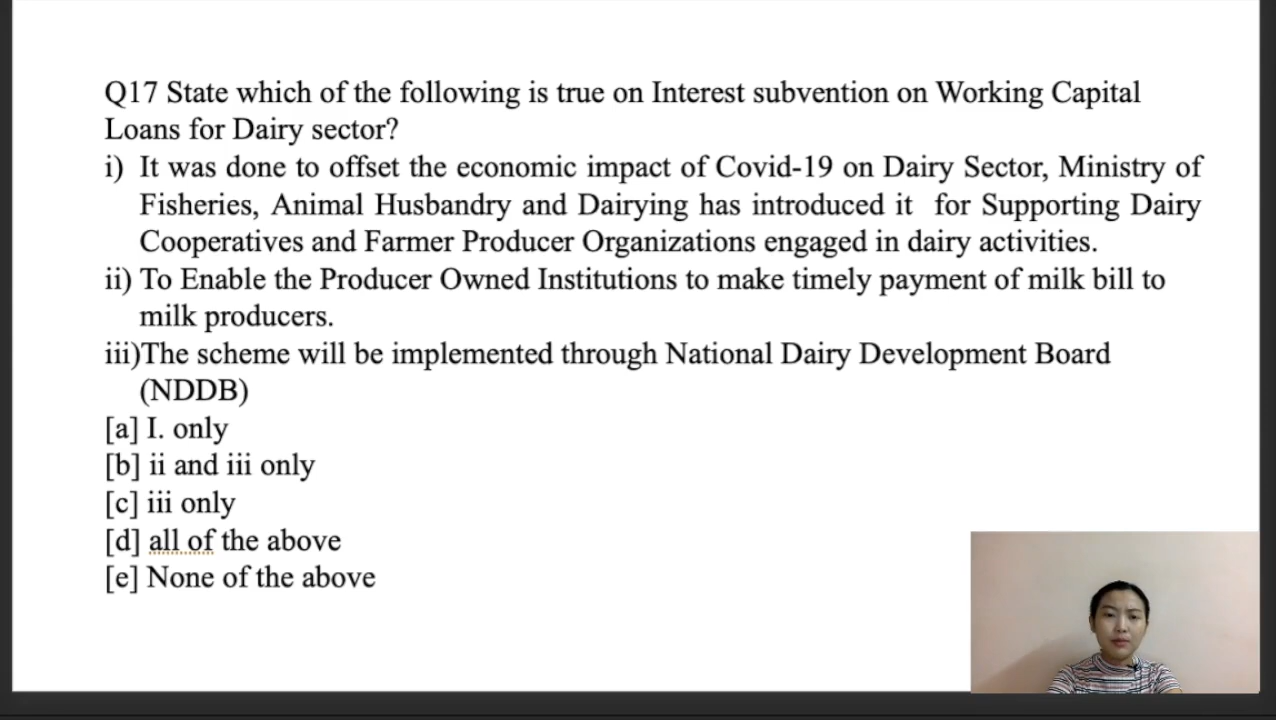 Q17 State which of the following is true on Interest subvention on Working Capital
Loans for Dairy sector?
i) It was done to offset the economic impact of Covid-19 on Dairy Sector, Ministry of
Fisheries, Animal Husbandry and Dairying has introduced it for Supporting Dairy
Cooperatives and Farmer Producer Organizations engaged in dairy activities.
ii) To Enable the Producer Owned Institutions to make timely payment of milk bill to
milk producers.
iii)The scheme will be implemented through National Dairy Development Board
(NDDB)
[a] I. only
[b] ii and iii only
[c] iii only
[d] all of the above
[e] None of the above